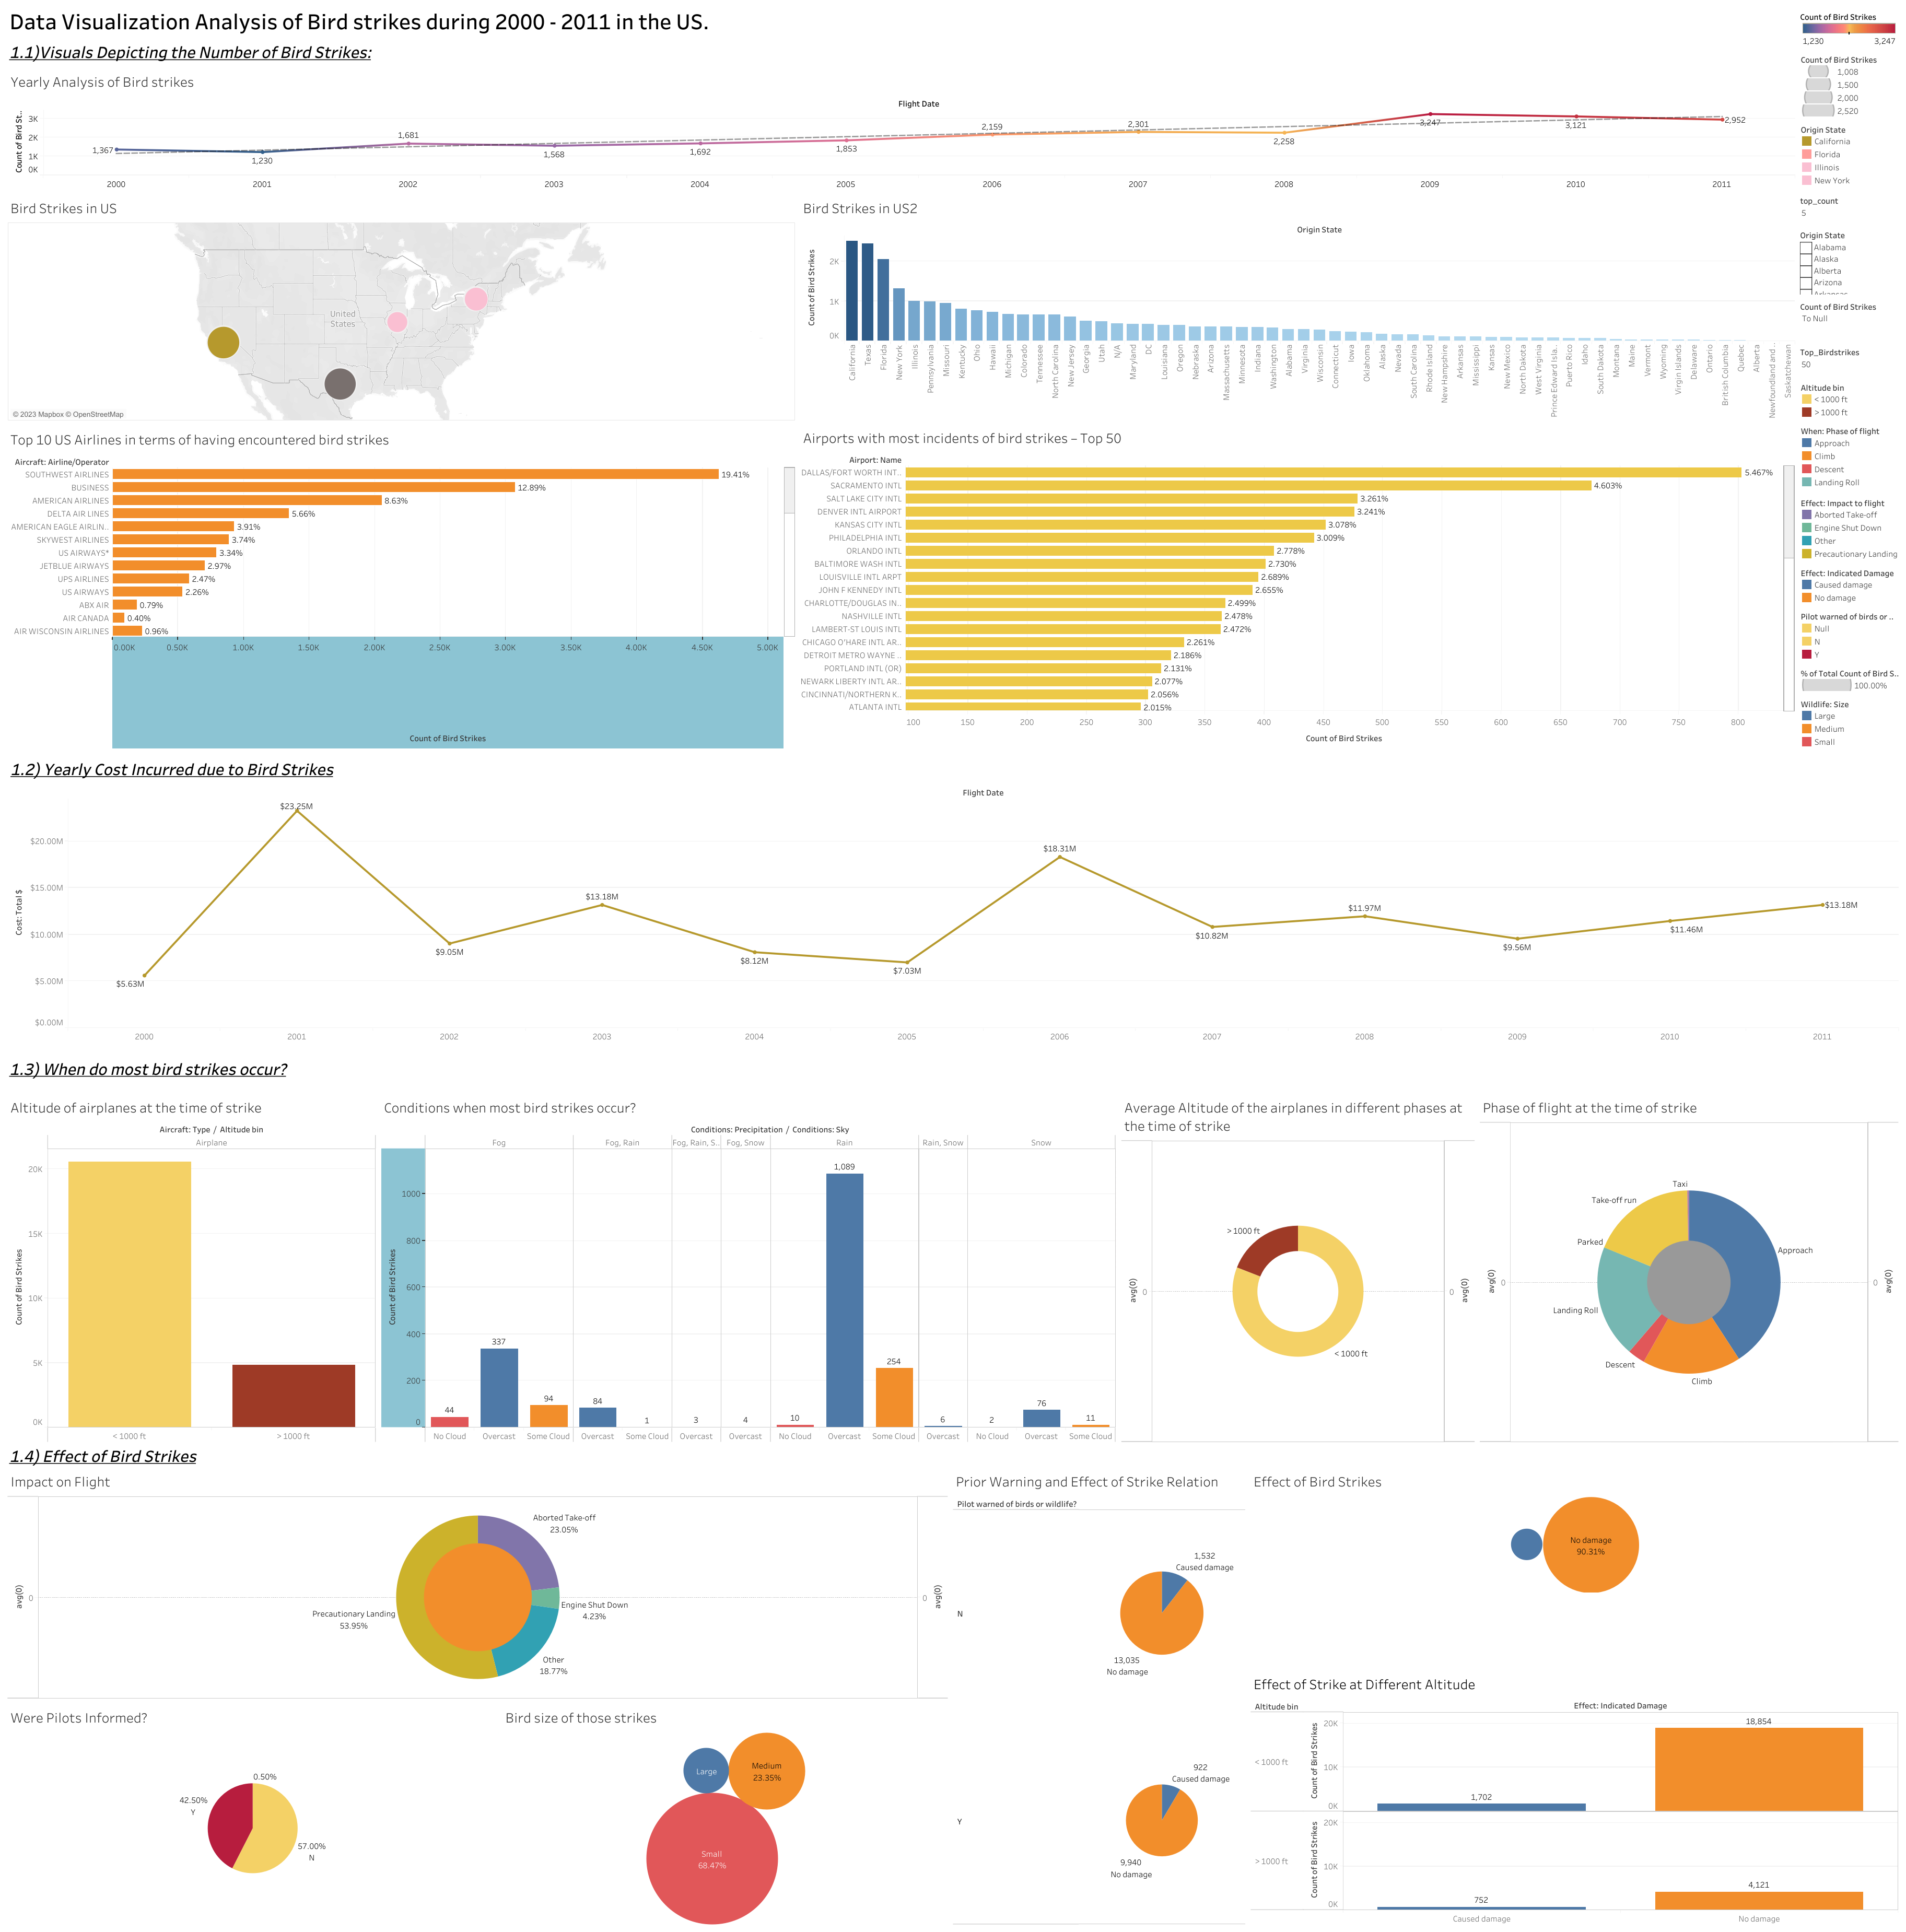 Data Visualization Analysis of Bird strikes during 2000 - 2011 in the US.
1.1)Visuals Depicting the Number of Bird Strikes:
Yearly Analysis of Bird strikes
Flight Date
Count of Bird St..
3K
2K
1K
0K
1,367
1,230
1,681
1,568
1,692
1,853
2,159
2,301
2,258
3,247
3,121
2,952
2000
2001
2002
2003
2004
2005
2006
2007
2008
2009
2010
2011
Count of Bird Strikes
1,230
3,247
Count of Bird Strikes
1,008
1,500
2,000
2,520
Origin State
California
Florida
Illinois
New York
top_count
5
Origin State
Alabama
Alaska
Alberta
Arizona
Arkansas
Count of Bird Strikes
To Null
Top_Birdstrikes
50
Altitude bin
< 1000 ft
> 1000 ft
When: Phase of flight
Approach
Climb
Descent
Landing Roll
Effect: Impact to flight
Aborted Take-off
Engine Shut Down
Other
Precautionary Landing
Effect: Indicated Damage
Caused damage
No damage
Pilot warned of birds or ..
Null
N
Y
% of Total Count of Bird S..
100.00%
Wildlife: Size
Large
Medium
Small
Bird Strikes in US
United
States
© 2023 Mapbox © OpenStreetMap
Bird Strikes in US2
Origin State
Count of Bird Strikes
2K
1K
0K
California
Texas
Florida
New York
Illinois
Pennsylvania
Missouri
Kentucky
Ohio
Hawaii
Michigan
Colorado
Tennessee
North Carolina
New Jersey
Georgia
Utah
N/A
Maryland
DC
Louisiana
Oregon
Nebraska
Arizona
Massachusetts
Minnesota
Indiana
Washington
Alabama
Virginia
Wisconsin
Connecticut
Iowa
Oklahoma
Alaska
Nevada
South Carolina
Rhode Island
New Hampshire
Arkansas
Mississippi
Kansas
New Mexico
North Dakota
West Virginia
Prince Edward Isla..
Puerto Rico
Idaho
South Dakota
Montana
Maine
Vermont
Wyoming
Virgin Islands
Delaware
Ontario
British Columbia
Quebec
Alberta
Newfoundland and ..
Saskatchewan
Top 10 US Airlines in terms of having encountered bird strikes
Aircraft: Airline/Operator
SOUTHWEST AIRLINES 19.41%
BUSINESS 12.89%
AMERICAN AIRLINES 8.63%
DELTA AIR LINES 5.66%
AMERICAN EAGLE AIRLIN.. 3.91%
SKYWEST AIRLINES 3.74%
US AIRWAYS* 3.34%
JETBLUE AIRWAYS 2.97%
UPS AIRLINES 2.47%
US AIRWAYS 2.26%
ABX AIR 0.79%
AIR CANADA 0.40%
AIR WISCONSIN AIRLINES 0.96%
0.00K 0.50K 1.00K 1.50K 2.00K 2.50K 3.00K 3.50K 4.00K 4.50K 5.00K
Count of Bird Strikes
Airports with most incidents of bird strikes – Top 50
Airport: Name
DALLAS/FORT WORTH INT.. 5.467%
SACRAMENTO INTL 4.603%
SALT LAKE CITY INTL 3.261%
DENVER INTL AIRPORT 3.241%
KANSAS CITY INTL 3.078%
PHILADELPHIA INTL 3.009%
ORLANDO INTL 2.778%
BALTIMORE WASH INTL 2.730%
LOUISVILLE INTL ARPT 2.689%
JOHN F KENNEDY INTL 2.655%
CHARLOTTE/DOUGLAS IN.. 2.499%
NASHVILLE INTL 2.478%
LAMBERT-ST LOUIS INTL 2.472%
CHICAGO O'HARE INTL AR.. 2.261%
DETROIT METRO WAYNE .. 2.186%
PORTLAND INTL (OR) 2.131%
NEWARK LIBERTY INTL AR.. 2.077%
CINCINNATI/NORTHERN K.. 2.056%
ATLANTA INTL 2.015%
100 150 200 250 300 350 400 450 500 550 600 650 700 750 800
Count of Bird Strikes
1.2) Yearly Cost Incurred due to Bird Strikes
Flight Date
Cost: Total $
$20.00M
$15.00M
$10.00M
$5.00M
$0.00M
$5.63M
$23.25M
$9.05M
$13.18M
$8.12M
$7.03M
$18.31M
$10.82M
$11.97M
$9.56M
$11.46M
$13.18M
2000 2001 2002 2003 2004 2005 2006 2007 2008 2009 2010 2011
1.3) When do most bird strikes occur?
Altitude of airplanes at the time of strike
Aircraft: Type / Altitude bin
Airplane
Count of Bird Strikes
20K
15K
10K
5K
0K
< 1000 ft
> 1000 ft
Conditions when most bird strikes occur?
Conditions: Precipitation / Conditions: Sky
Fog
Fog, Rain
Fog, Rain, S..
Fog, Snow
Rain
Rain, Snow
Snow
Count of Bird Strikes
1000
800
600
400
200
0
44
337
94
84
1
3
4
10
1,089
254
6
2
76
11
No Cloud
Overcast
Some Cloud
Overcast
Some Cloud
Overcast
Overcast
No Cloud
Overcast
Some Cloud
Overcast
No Cloud
Overcast
Some Cloud
Average Altitude of the airplanes in different phases at
the time of strike
avg(0)
0
> 1000 ft
< 1000 ft
0
avg(0)
Phase of flight at the time of strike
avg(0)
0
Taxi
Take-off run
Parked
Landing Roll
Descent
Climb
Approach
0
avg(0)
1.4) Effect of Bird Strikes
Impact on Flight
avg(0)
0
Aborted Take-off
23.05%
Engine Shut Down
4.23%
Precautionary Landing
53.95%
Other
18.77%
0
avg(0)
Prior Warning and Effect of Strike Relation
Pilot warned of birds or wildlife?
N
1,532
Caused damage
13,035
No damage
Y
922
Caused damage
9,940
No damage
Effect of Bird Strikes
No damage
90.31%
Were Pilots Informed?
0.50%
42.50%
Y
57.00%
N
Bird size of those strikes
Large
Medium
23.35%
Small
68.47%
Effect of Strike at Different Altitude
Altitude bin
Effect: Indicated Damage
< 1000 ft
Count of Bird Strikes
20K
10K
0K
1,702
18,854
> 1000 ft
Count of Bird Strikes
20K
10K
0K
752
4,121
Caused damage
No damage